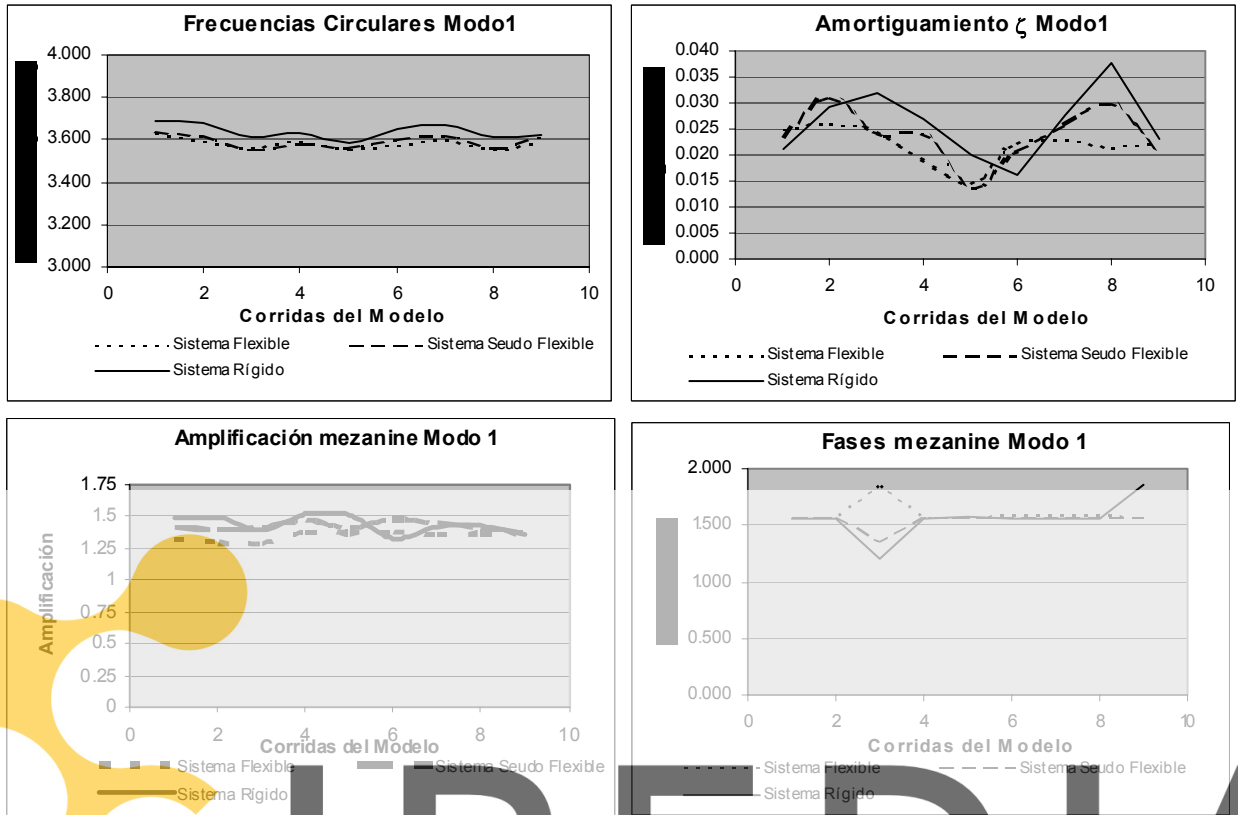 Frecuencias Circulares Modo1
4.000
3.800
3.600
3.400
3.200
3.000
0 2 4 6 8 10
Corridas del Modelo
Sistema Flexible Sistema Seudo Flexible
Sistema Rígido
Amortiguamiento ζ Modo1
0.040
0.035
0.030
0.025
0.020
0.015
0.010
0.005
0.000
0 2 4 6 8 10
Corridas del Modelo
Sistema Flexible Sistema Seudo Flexible
Sistema Rígido
Amplificación mezanine Modo 1
Amplificación
1.75
1.5
1.25
1
0.75
0.5
0.25
0
0 2 4 6 8 10
Corridas del Modelo
Sistema Flexible Sistema Seudo Flexible
Sistema Rígido
Fases mezanine Modo 1
2.000
1.500
1.000
0.500
0.000
0 2 4 6 8 10
Corridas del Modelo
Sistema Flexible Sistema Seudo Flexible
Sistema Rígido